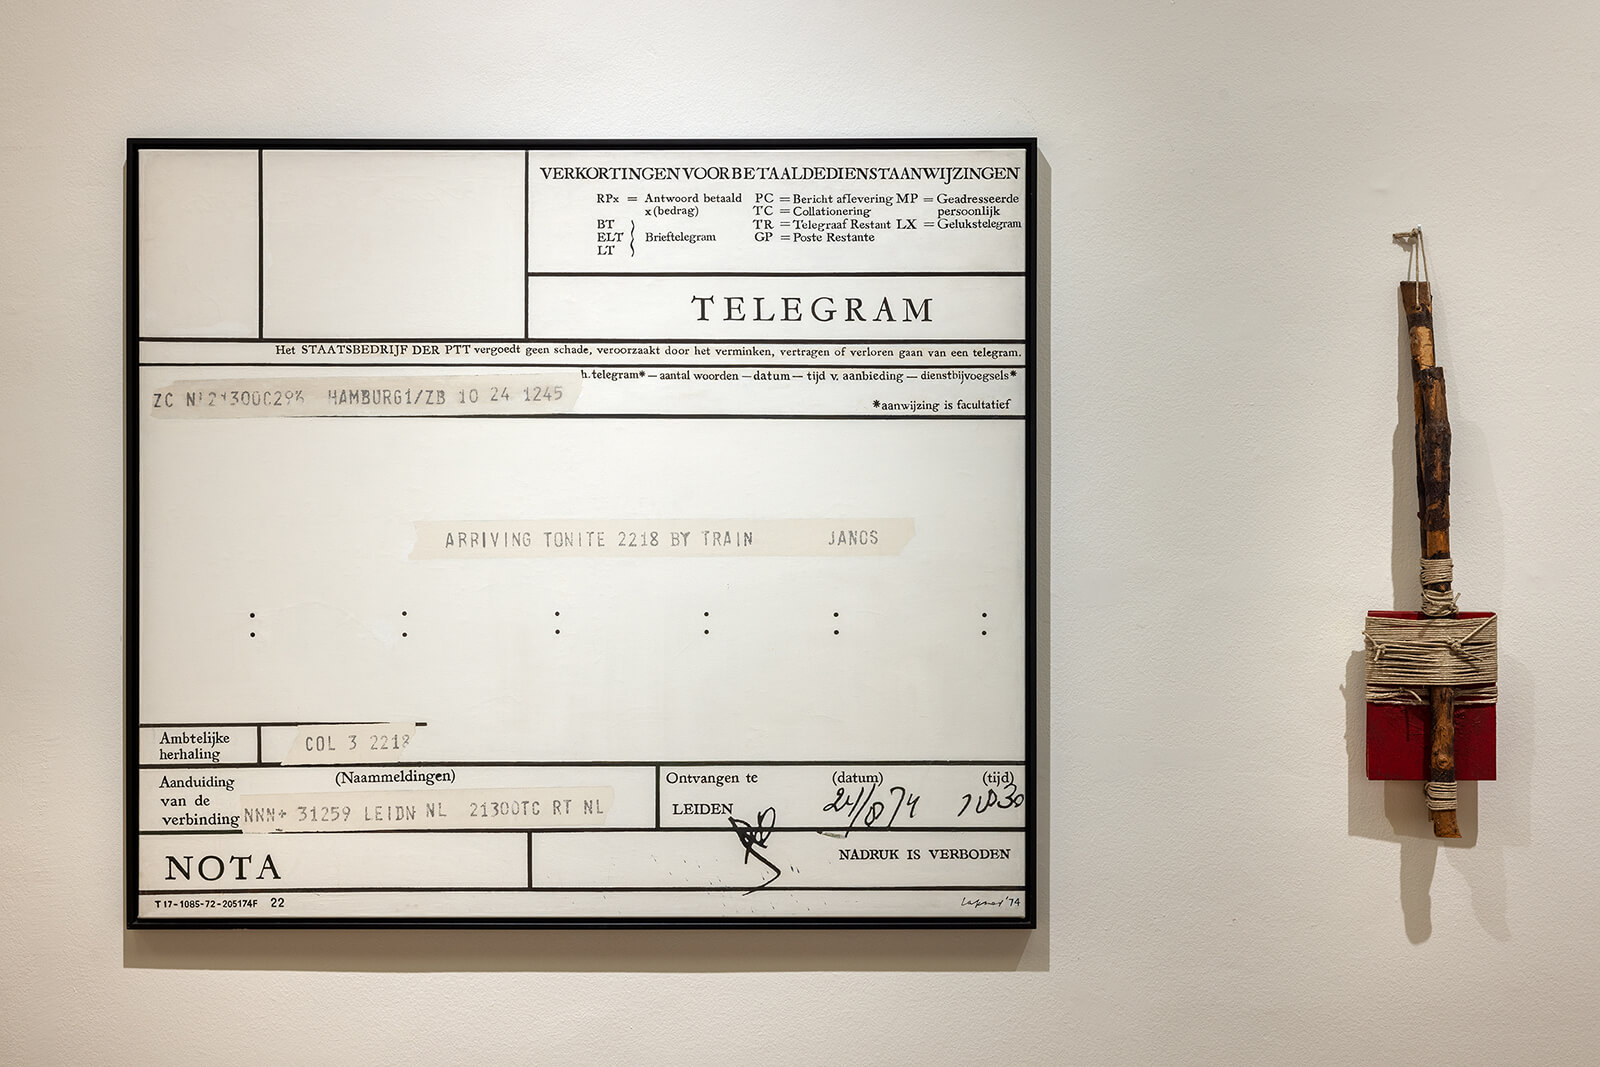 VERKORTINGEN VOOR BETAALDE DIENSTAANWIJZINGEN
RPx = Antwoord betaald x (bedrag)
BT
ELT } Brieftelegram
LT
PC = Bericht aflevering
TC = Collationering
TR = Telegraaf Restant
GP = Poste Restante
MP = Geadresseerde persoonlijk
LX = Gelukstelegram
TELEGRAM
Het STAATSBEDRIJF DER PTT vergoedt geen schade, veroorzaakt door het verminken, vertragen of verloren gaan van een telegram.
h.telegram* — aantal woorden — datum — tijd v. aanbieding — dienstbijvoegsels*
ZC HAMBURG1/ZB 10 24 1245
*aanwijzing is facultatief
ARRIVING TONITE 2218 BY TRAIN JANOS
: : : : : :
Ambtelijke
herhaling
COL 3 2218
Aanduiding
van de
verbinding
(Naammeldingen)
NNN+ 31259 LEIDN NL 21300TC RT NL
Ontvangen te (datum) (tijd)
LEIDEN 24/8 74
NOTA
NADRUK IS VERBODEN
T 17-1085-72-205174F 22
'74